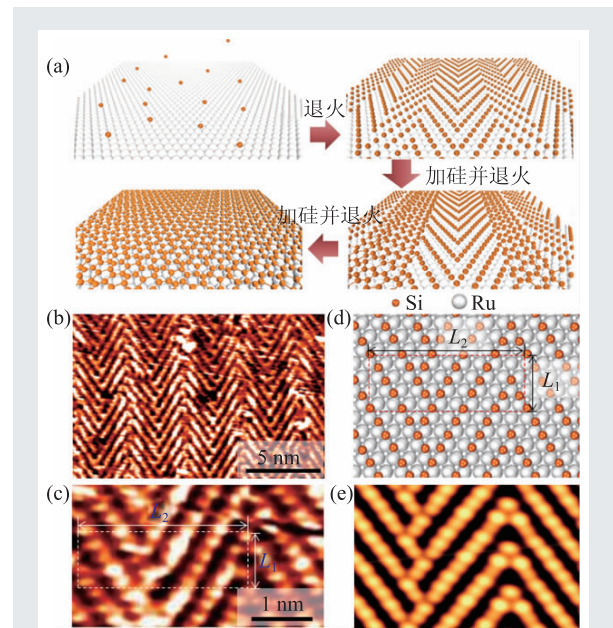 (a)
退火
加硅并退火
加硅并退火
Si Ru
(b)
5 nm
(d)
L₂
L₁
(c)
L₂
L₁
1 nm
(e)